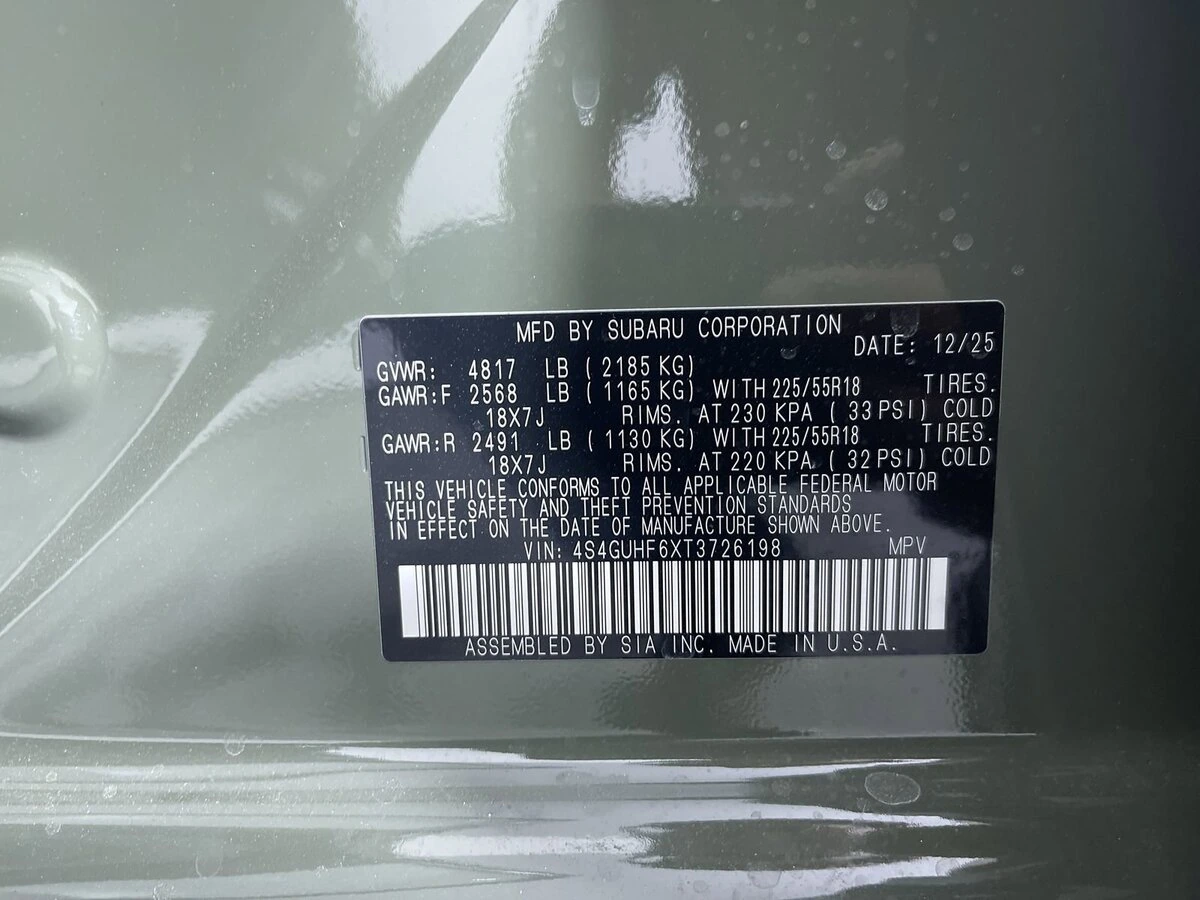 MFD BY SUBARU CORPORATION
DATE: 12/25
GVWR: 4817 LB ( 2185 KG)
GAWR:F 2568 LB ( 1165 KG) WITH 225/55R18 TIRES.
18X7J RIMS. AT 230 KPA ( 33 PSI) COLD
GAWR:R 2491 LB ( 1130 KG) WITH 225/55R18 TIRES.
18X7J RIMS. AT 220 KPA ( 32 PSI) COLD
THIS VEHICLE CONFORMS TO ALL APPLICABLE FEDERAL MOTOR
VEHICLE SAFETY AND THEFT PREVENTION STANDARDS
IN EFFECT ON THE DATE OF MANUFACTURE SHOWN ABOVE.
VIN: 4S4GUHF6XT3726198 MPV
ASSEMBLED BY SIA INC. MADE IN U.S.A.